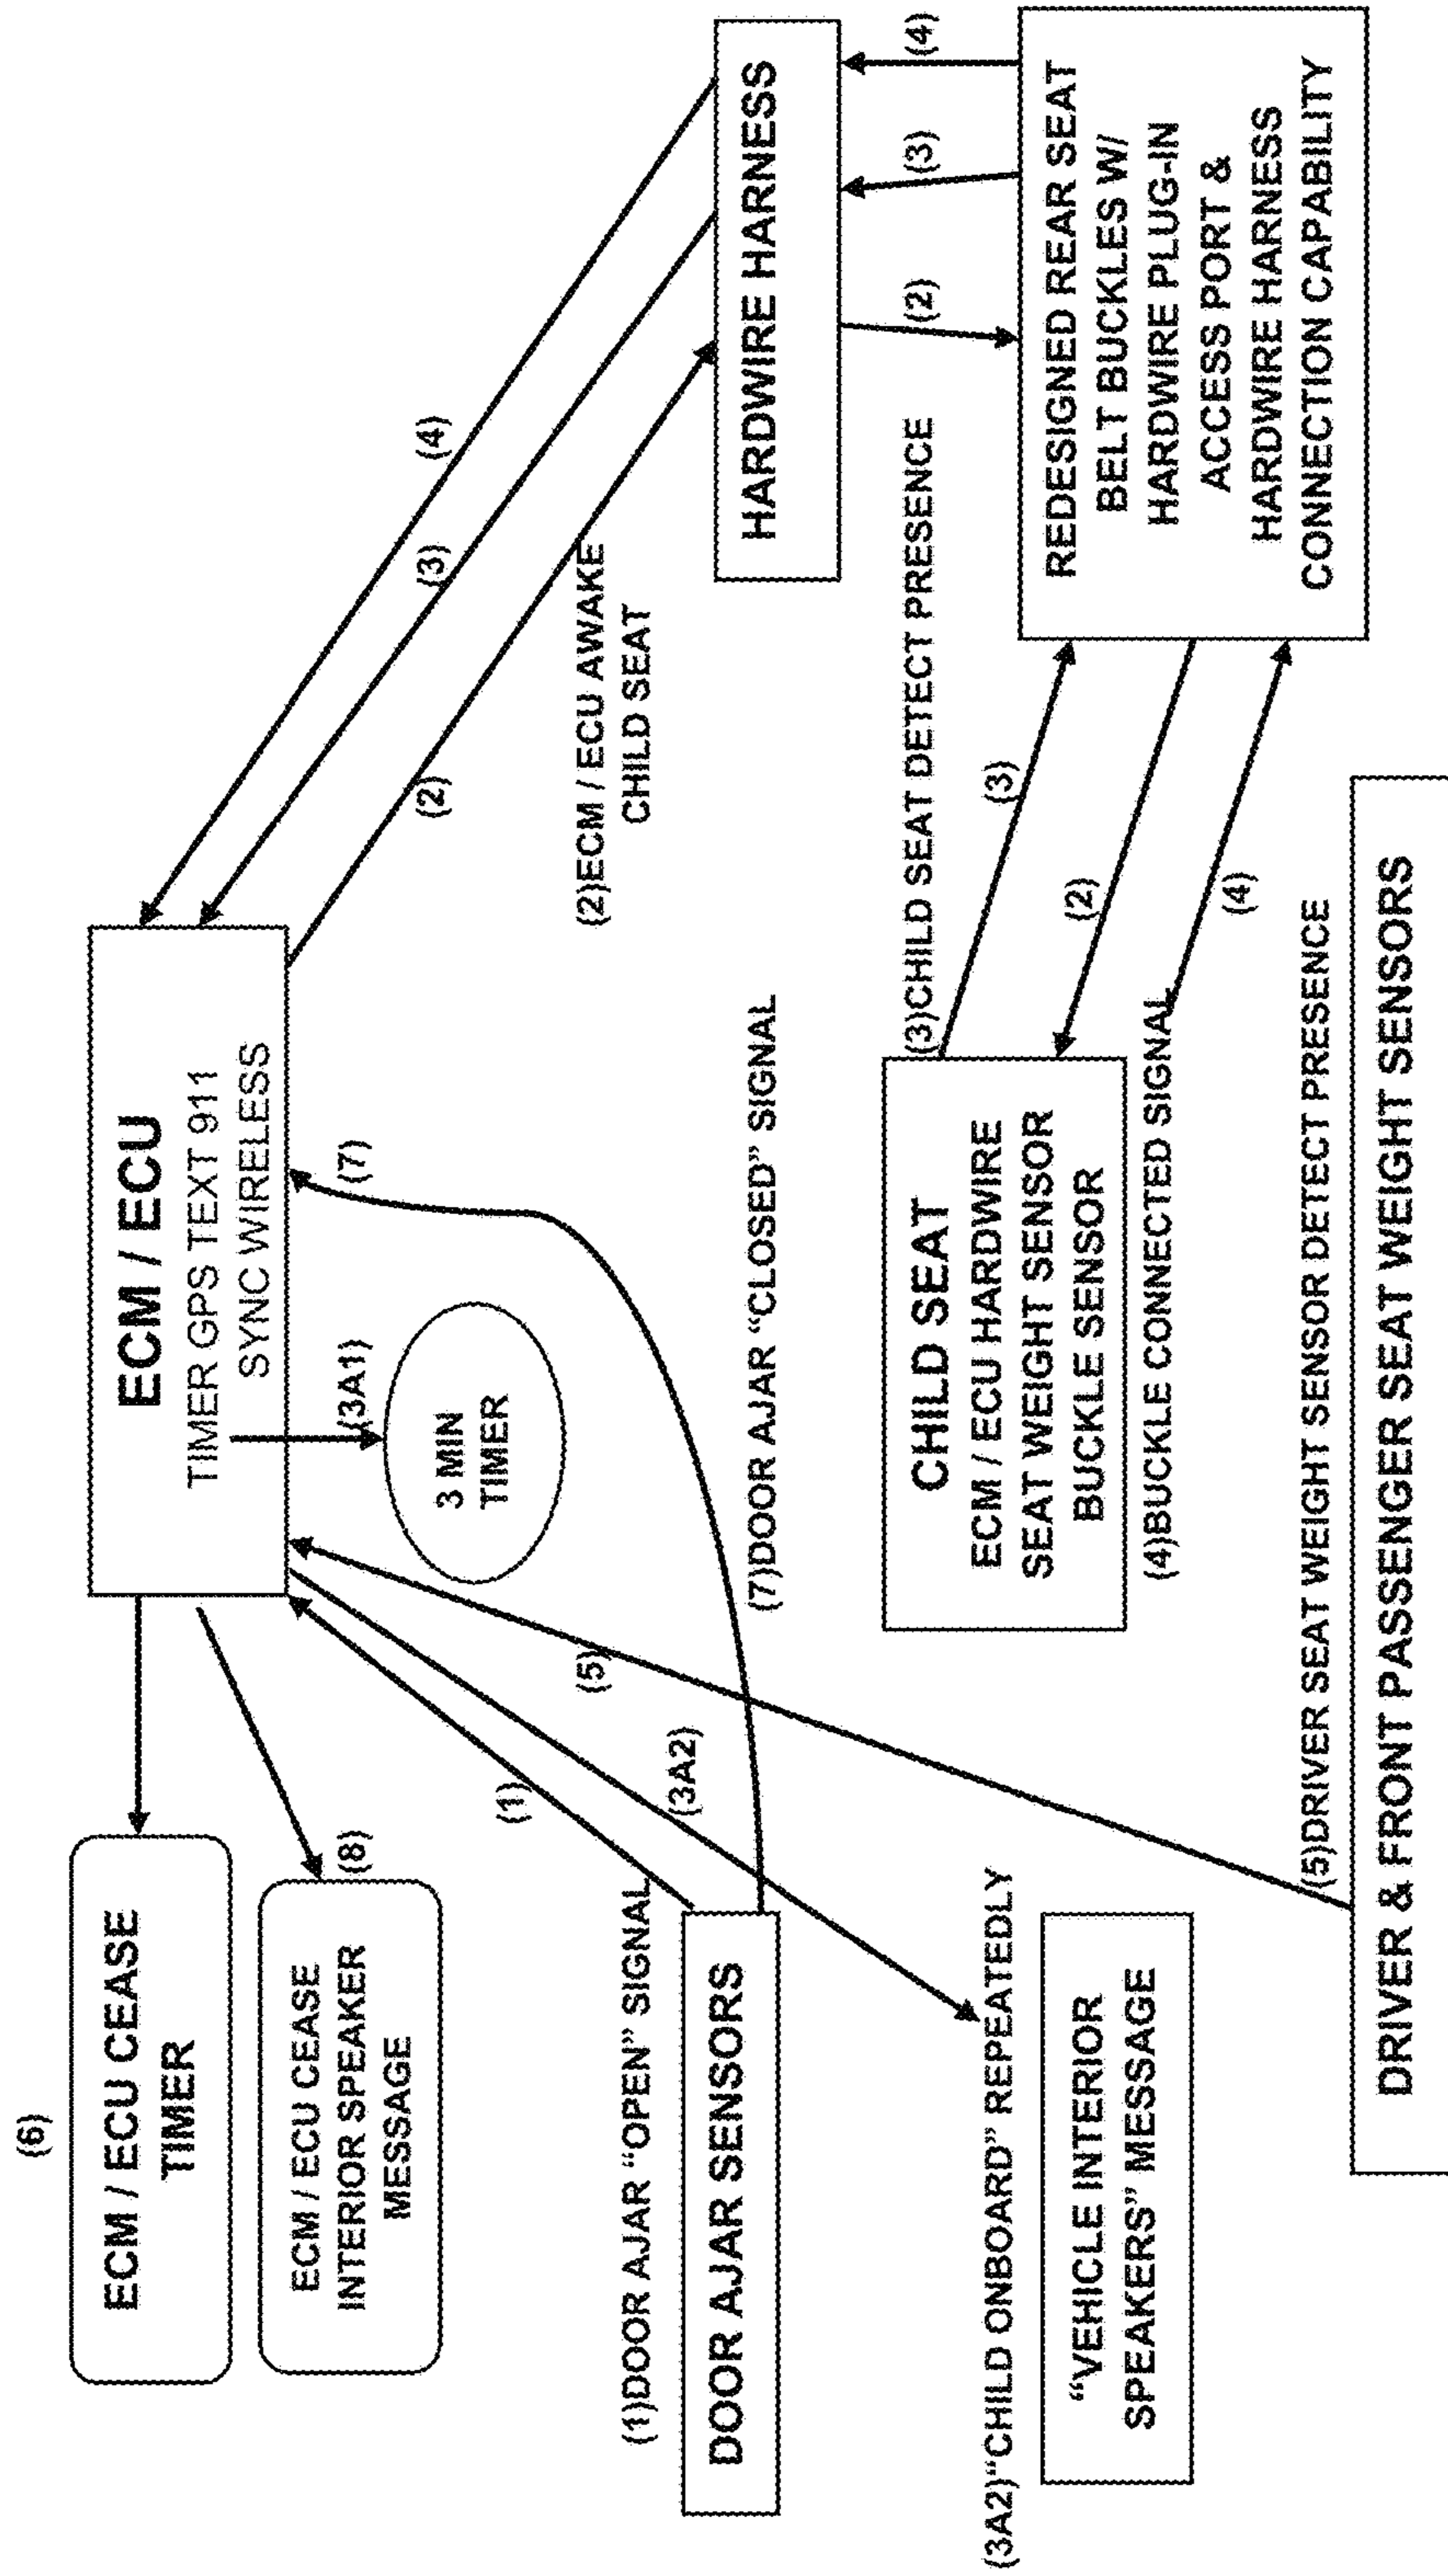 (6)
ECM / ECU CEASE
TIMER
ECM / ECU CEASE
INTERIOR SPEAKER
MESSAGE
(8)
ECM / ECU
TIMER GPS TEXT 911
SYNC WIRELESS
(3A1)
3 MIN
TIMER
(7)
(1)
(5)
(3A2)
(2)
(3)
(4)
(2)ECM / ECU AWAKE
CHILD SEAT
(1)DOOR AJAR “OPEN” SIGNAL
DOOR AJAR SENSORS
(7)DOOR AJAR “CLOSED” SIGNAL
HARDWIRE HARNESS
(2)
(3)
(4)
(3A2)“CHILD ONBOARD” REPEATEDLY
“VEHICLE INTERIOR
SPEAKERS” MESSAGE
(3)CHILD SEAT DETECT PRESENCE
CHILD SEAT
ECM / ECU HARDWIRE
SEAT WEIGHT SENSOR
BUCKLE SENSOR
(3)
(2)
(4)
(4)BUCKLE CONNECTED SIGNAL
REDESIGNED REAR SEAT
BELT BUCKLES W/
HARDWIRE PLUG-IN
ACCESS PORT &
HARDWIRE HARNESS
CONNECTION CAPABILITY
(5)DRIVER SEAT WEIGHT SENSOR DETECT PRESENCE
DRIVER & FRONT PASSENGER SEAT WEIGHT SENSORS